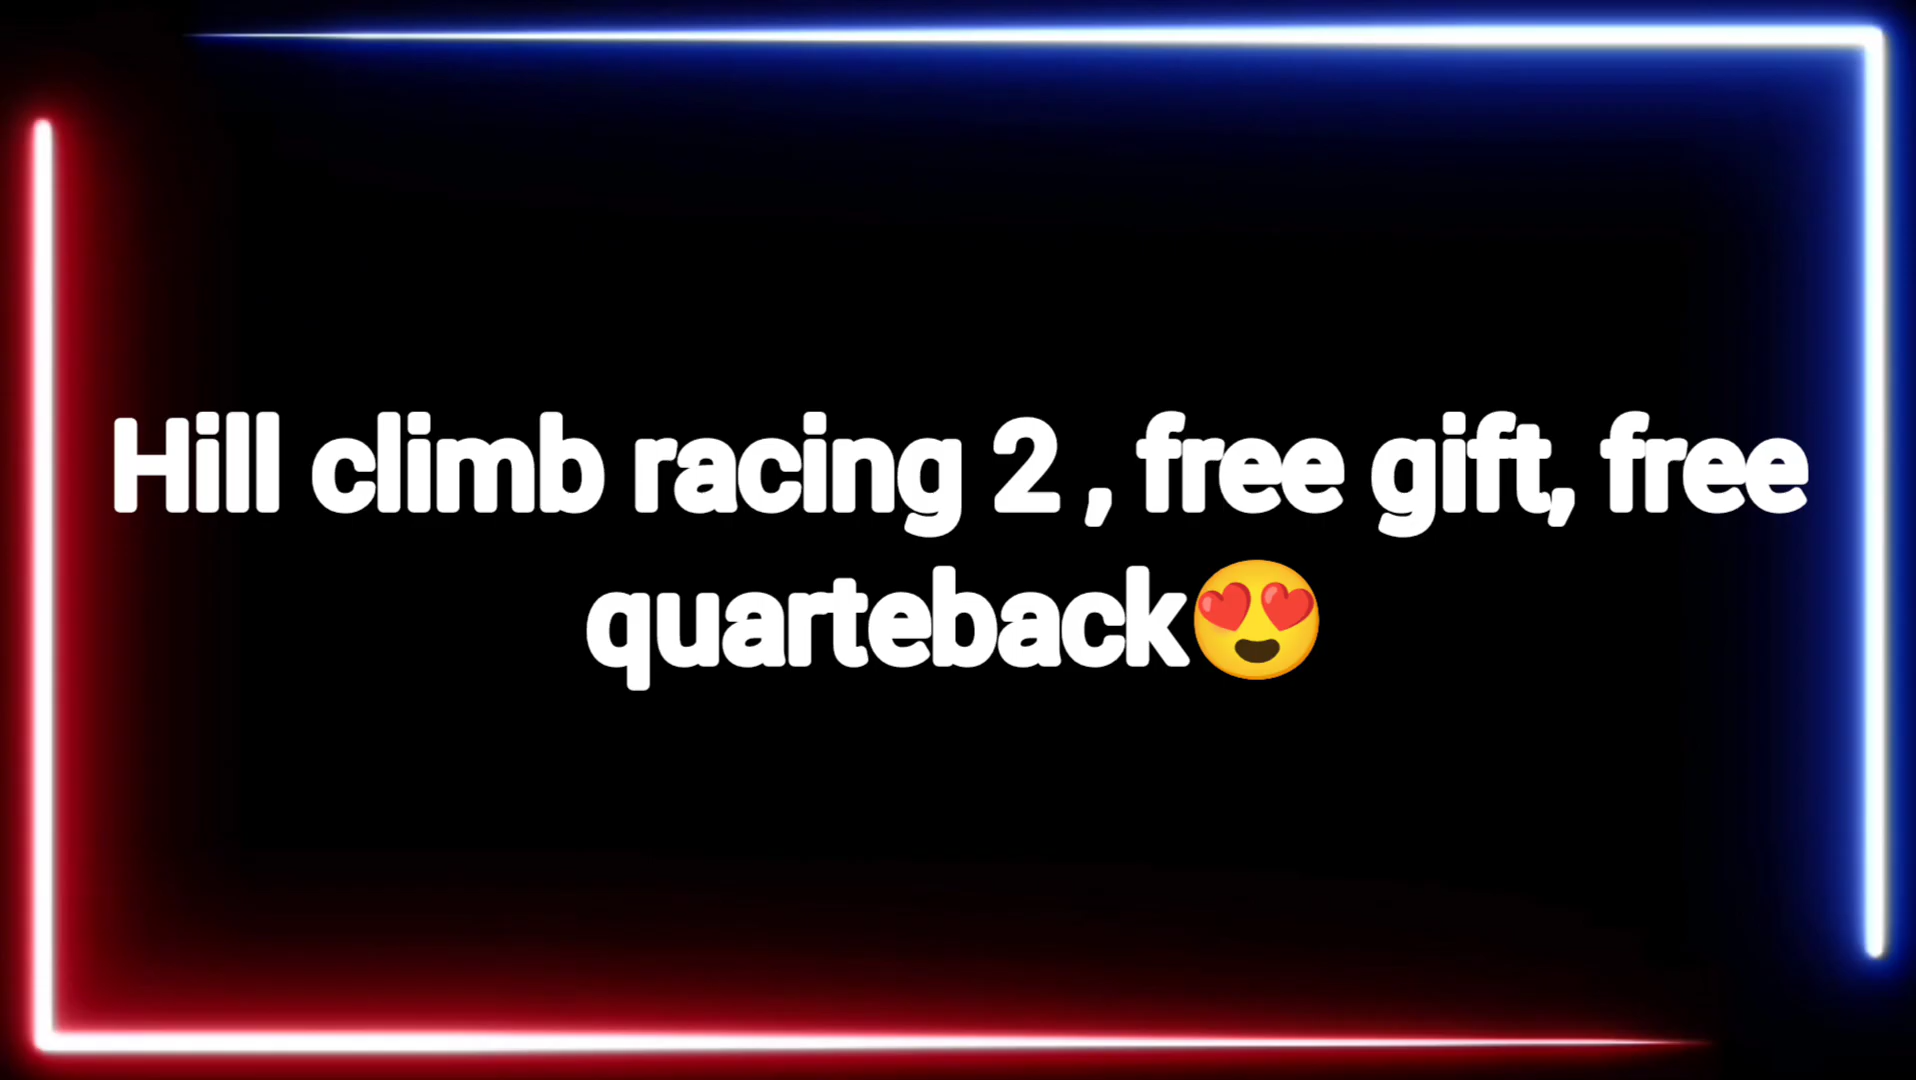 Hill climb racing 2 , free gift, free
quarteback😍